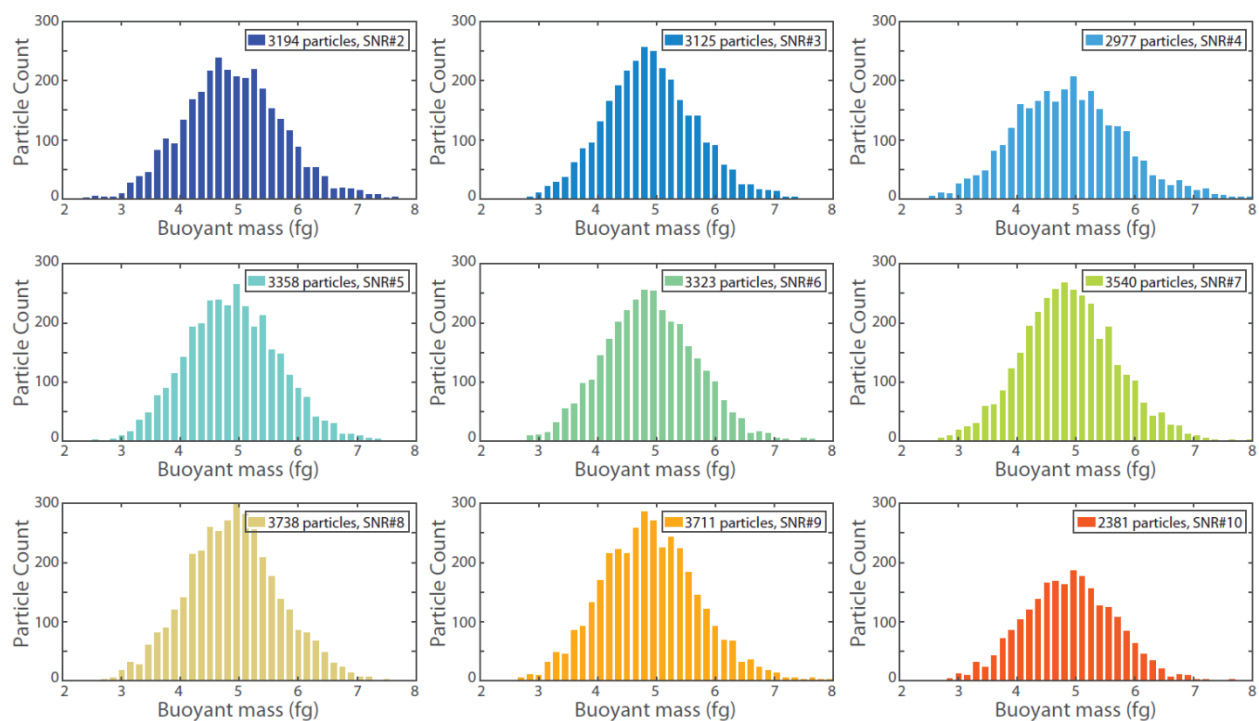 300
200
100
0
Particle Count
3194 particles, SNR#2
2 3 4 5 6 7 8
Buoyant mass (fg)
300
200
100
0
Particle Count
3125 particles, SNR#3
2 3 4 5 6 7 8
Buoyant mass (fg)
300
200
100
0
Particle Count
2977 particles, SNR#4
2 3 4 5 6 7 8
Buoyant mass (fg)
300
200
100
0
Particle Count
3358 particles, SNR#5
2 3 4 5 6 7 8
Buoyant mass (fg)
300
200
100
0
Particle Count
3323 particles, SNR#6
2 3 4 5 6 7 8
Buoyant mass (fg)
300
200
100
0
Particle Count
3540 particles, SNR#7
2 3 4 5 6 7 8
Buoyant mass (fg)
300
200
100
0
Particle Count
3738 particles, SNR#8
2 3 4 5 6 7 8
Buoyant mass (fg)
300
200
100
0
Particle Count
3711 particles, SNR#9
2 3 4 5 6 7 8
Buoyant mass (fg)
300
200
100
0
Particle Count
2381 particles, SNR#10
2 3 4 5 6 7 8
Buoyant mass (fg)